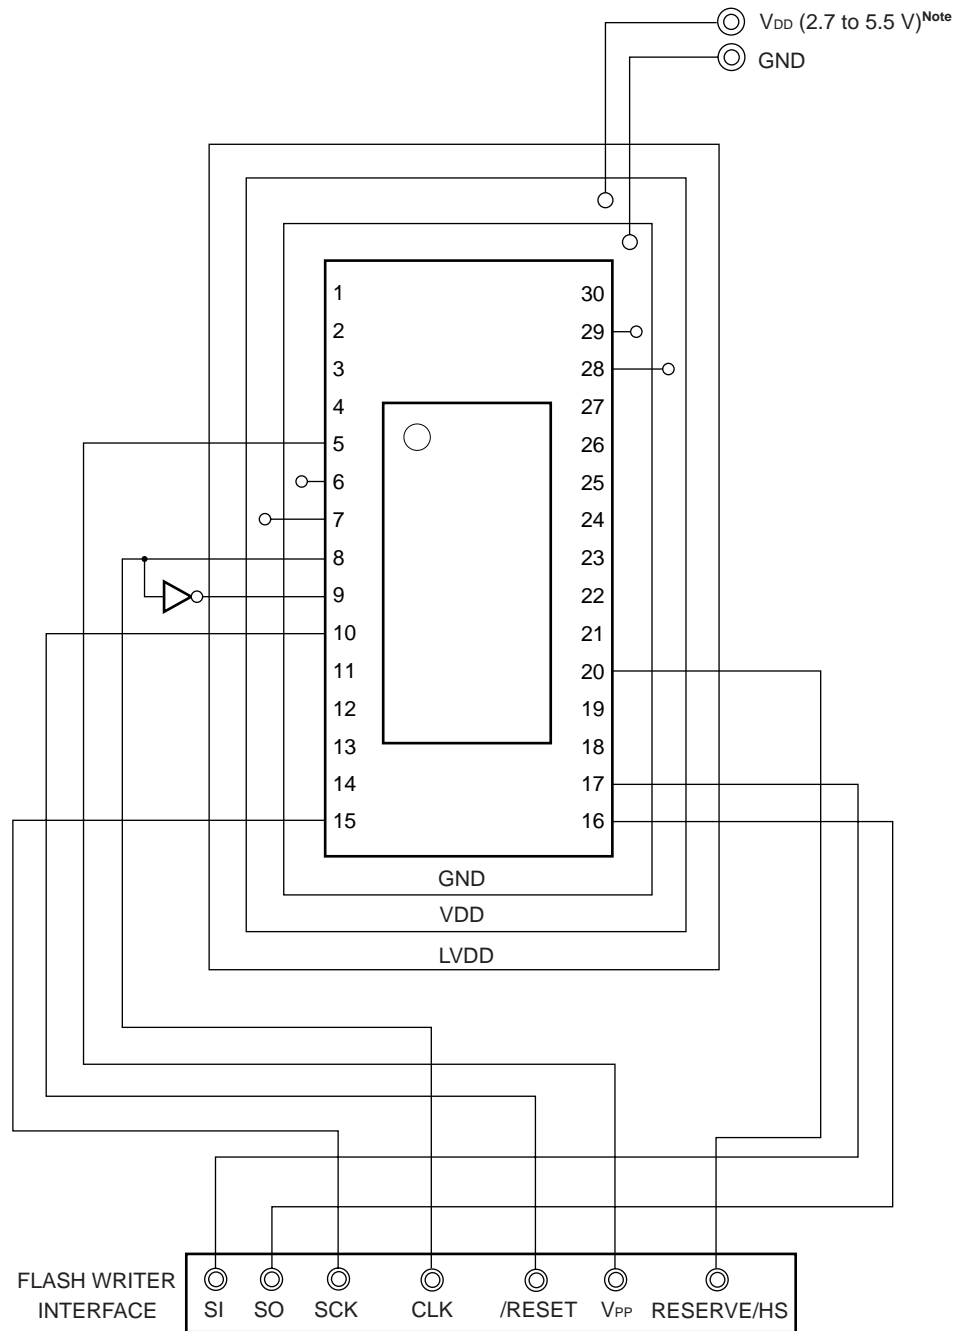 VDD (2.7 to 5.5 V)Note
GND
1 30
2 29
3 28
4 27
5 26
6 25
7 24
8 23
9 22
10 21
11 20
12 19
13 18
14 17
15 16
GND
VDD
LVDD
FLASH WRITER
INTERFACE
SI SO SCK CLK /RESET VPP RESERVE/HS